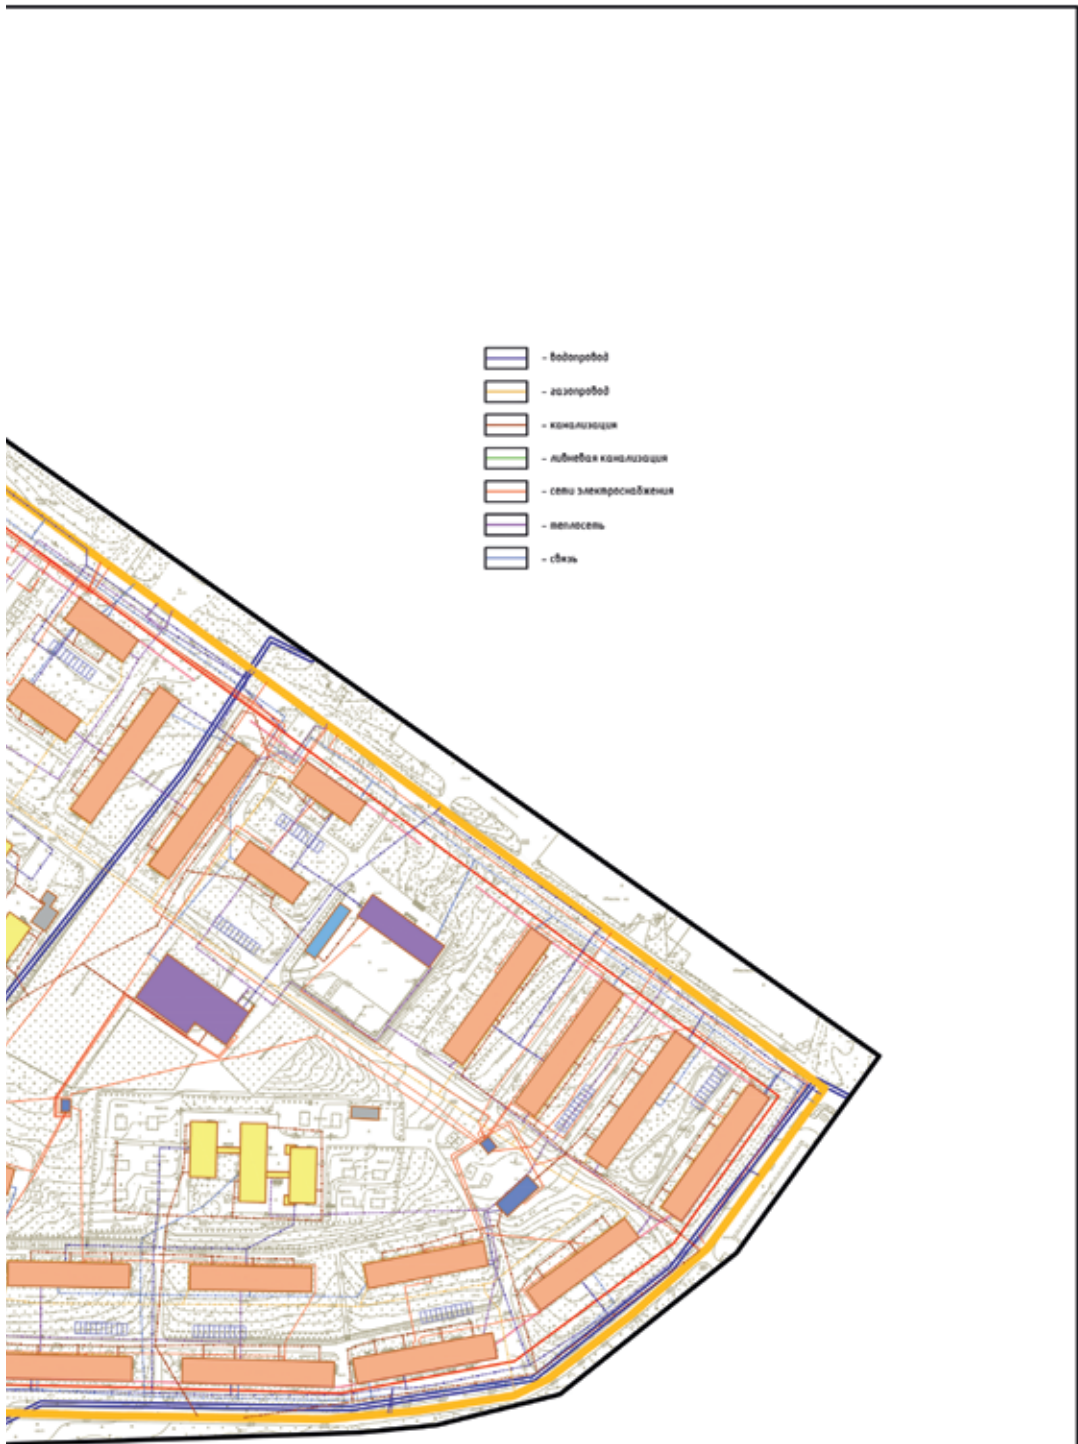 - водопровод
- газопровод
- канализация
- ливневая канализация
- сети электроснабжения
- теплосеть
- связь